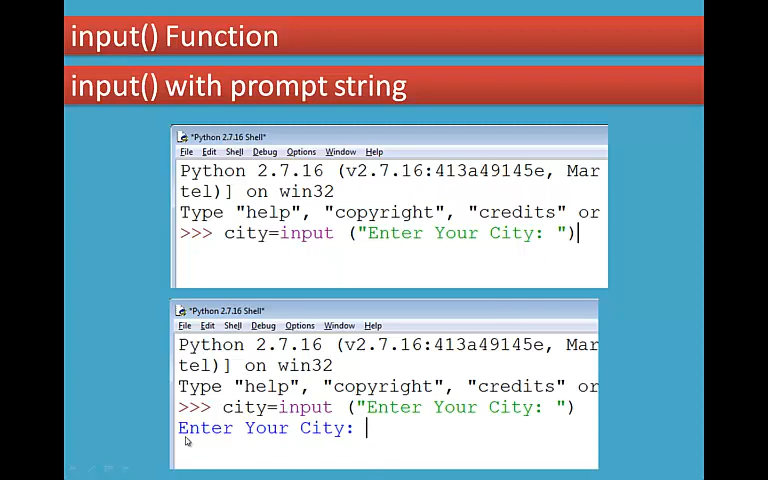 input() Function
input() with prompt string
*Python 2.7.16 Shell*
File Edit Shell Debug Options Window Help
Python 2.7.16 (v2.7.16:413a49145e, Mar
tel)] on win32
Type "help", "copyright", "credits" or
>>> city=input ("Enter Your City: ")
*Python 2.7.16 Shell*
File Edit Shell Debug Options Window Help
Python 2.7.16 (v2.7.16:413a49145e, Mar
tel)] on win32
Type "help", "copyright", "credits" or
>>> city=input ("Enter Your City: ")
Enter Your City: